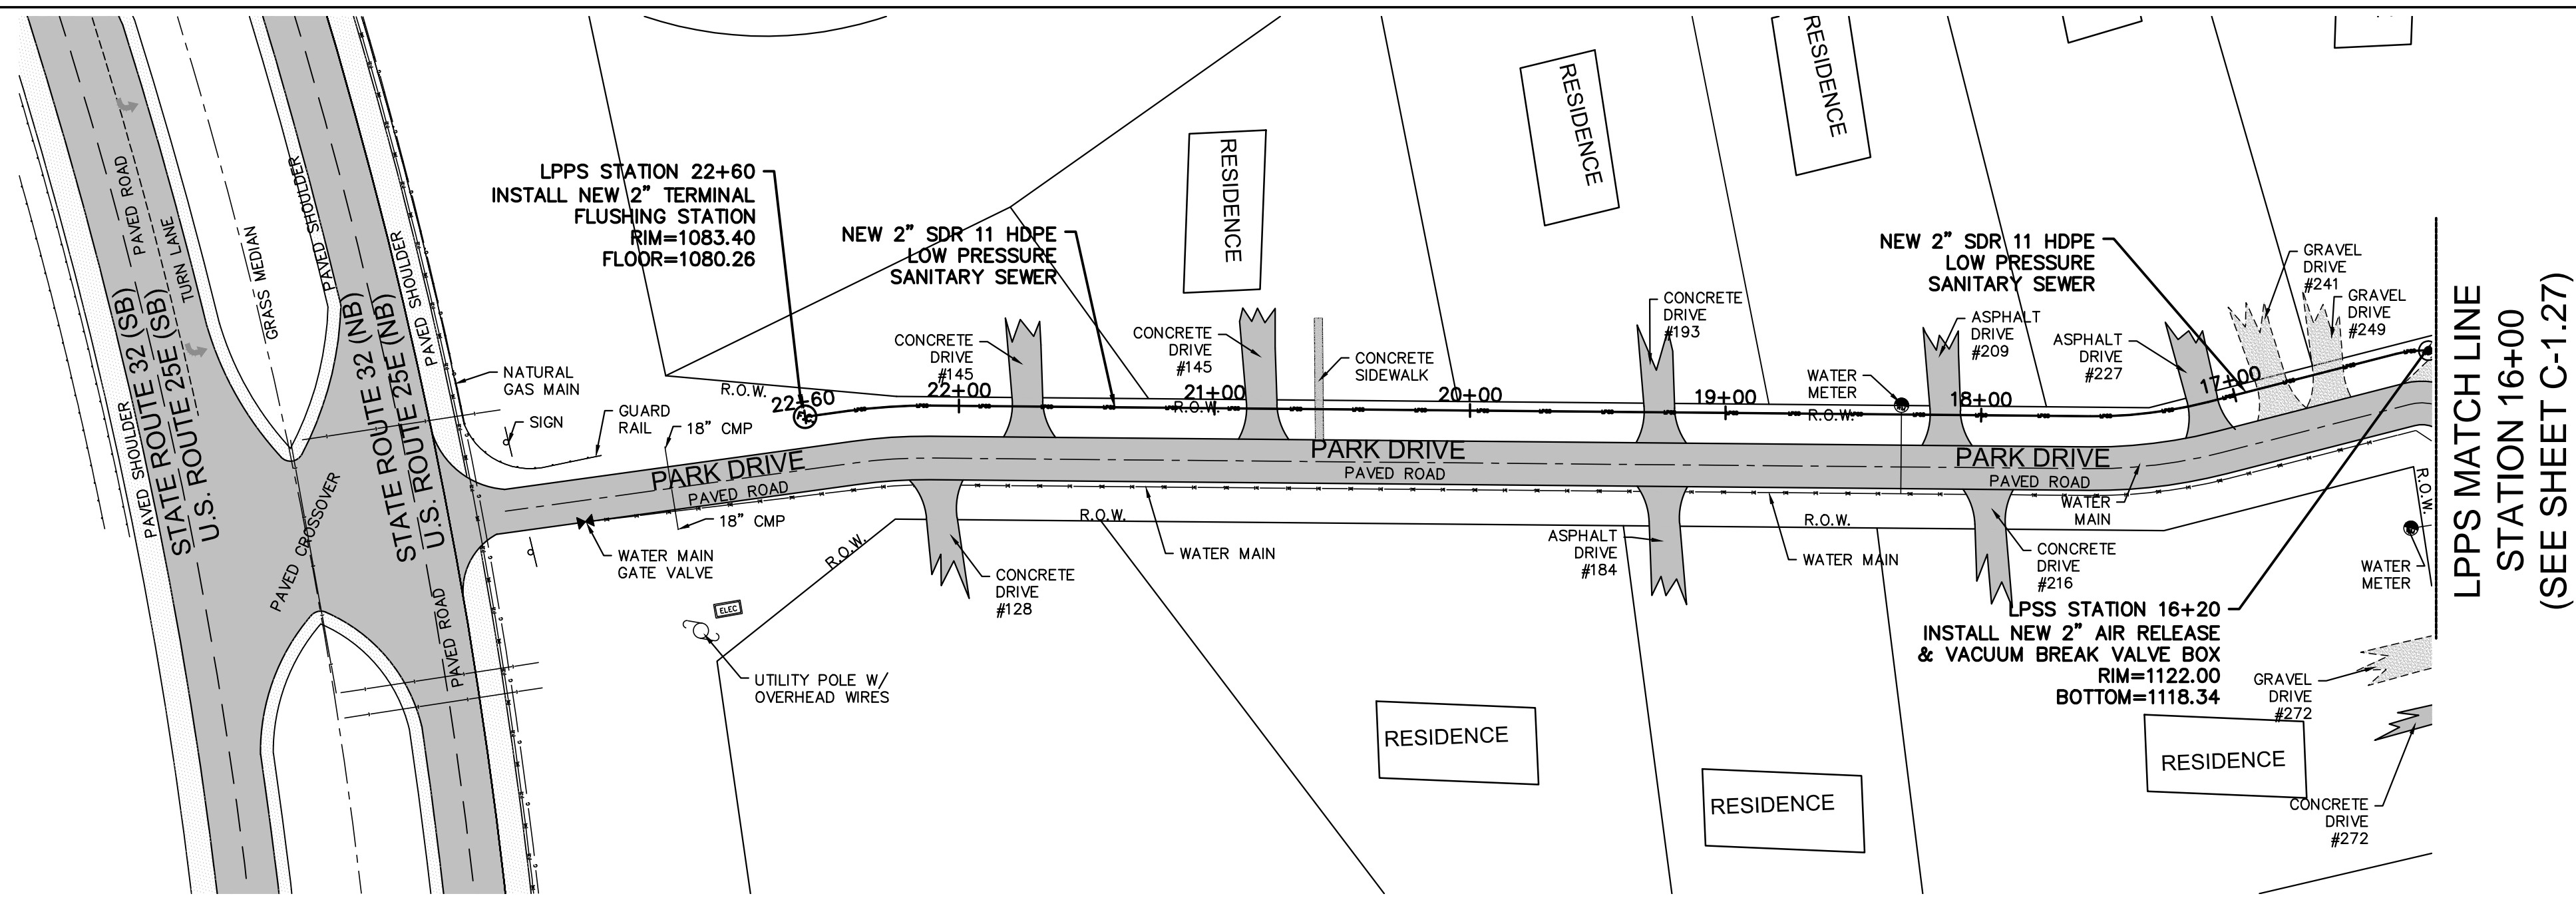 PAVED SHOULDER
STATE ROUTE 32 (SB)
U.S. ROUTE 25E (SB)
PAVED ROAD
TURN LANE
GRASS MEDIAN
PAVED SHOULDER
STATE ROUTE 32 (NB)
U.S. ROUTE 25E (NB)
PAVED SHOULDER
PAVED CROSSOVER
PAVED ROAD
NATURAL
GAS MAIN
SIGN
GUARD
RAIL
18" CMP
18" CMP
WATER MAIN
GATE VALVE
ELEC
UTILITY POLE W/
OVERHEAD WIRES
LPPS STATION 22+60
INSTALL NEW 2" TERMINAL
FLUSHING STATION
RIM=1083.40
FLOOR=1080.26
R.O.W.
22+60
NEW 2" SDR 11 HDPE
LOW PRESSURE
SANITARY SEWER
CONCRETE
DRIVE
#145
22+00
PARK DRIVE
PAVED ROAD
R.O.W.
CONCRETE
DRIVE
#128
R.O.W.
WATER MAIN
RESIDENCE
CONCRETE
DRIVE
#145
21+00
R.O.W.
CONCRETE
SIDEWALK
20+00
PARK DRIVE
PAVED ROAD
RESIDENCE
RESIDENCE
CONCRETE
DRIVE
#193
19+00
ASPHALT
DRIVE
#184
RESIDENCE
RESIDENCE
WATER
METER
R.O.W.
R.O.W.
WATER MAIN
18+00
ASPHALT
DRIVE
#209
NEW 2" SDR 11 HDPE
LOW PRESSURE
SANITARY SEWER
ASPHALT
DRIVE
#227
17+00
GRAVEL
DRIVE
#241
GRAVEL
DRIVE
#249
PARK DRIVE
PAVED ROAD
WATER
MAIN
CONCRETE
DRIVE
#216
LPSS STATION 16+20
INSTALL NEW 2" AIR RELEASE
& VACUUM BREAK VALVE BOX
RIM=1122.00
BOTTOM=1118.34
R.O.W.
WATER
METER
GRAVEL
DRIVE
#272
RESIDENCE
CONCRETE
DRIVE
#272
LPPS MATCH LINE
STATION 16+00
(SEE SHEET C-1.27)